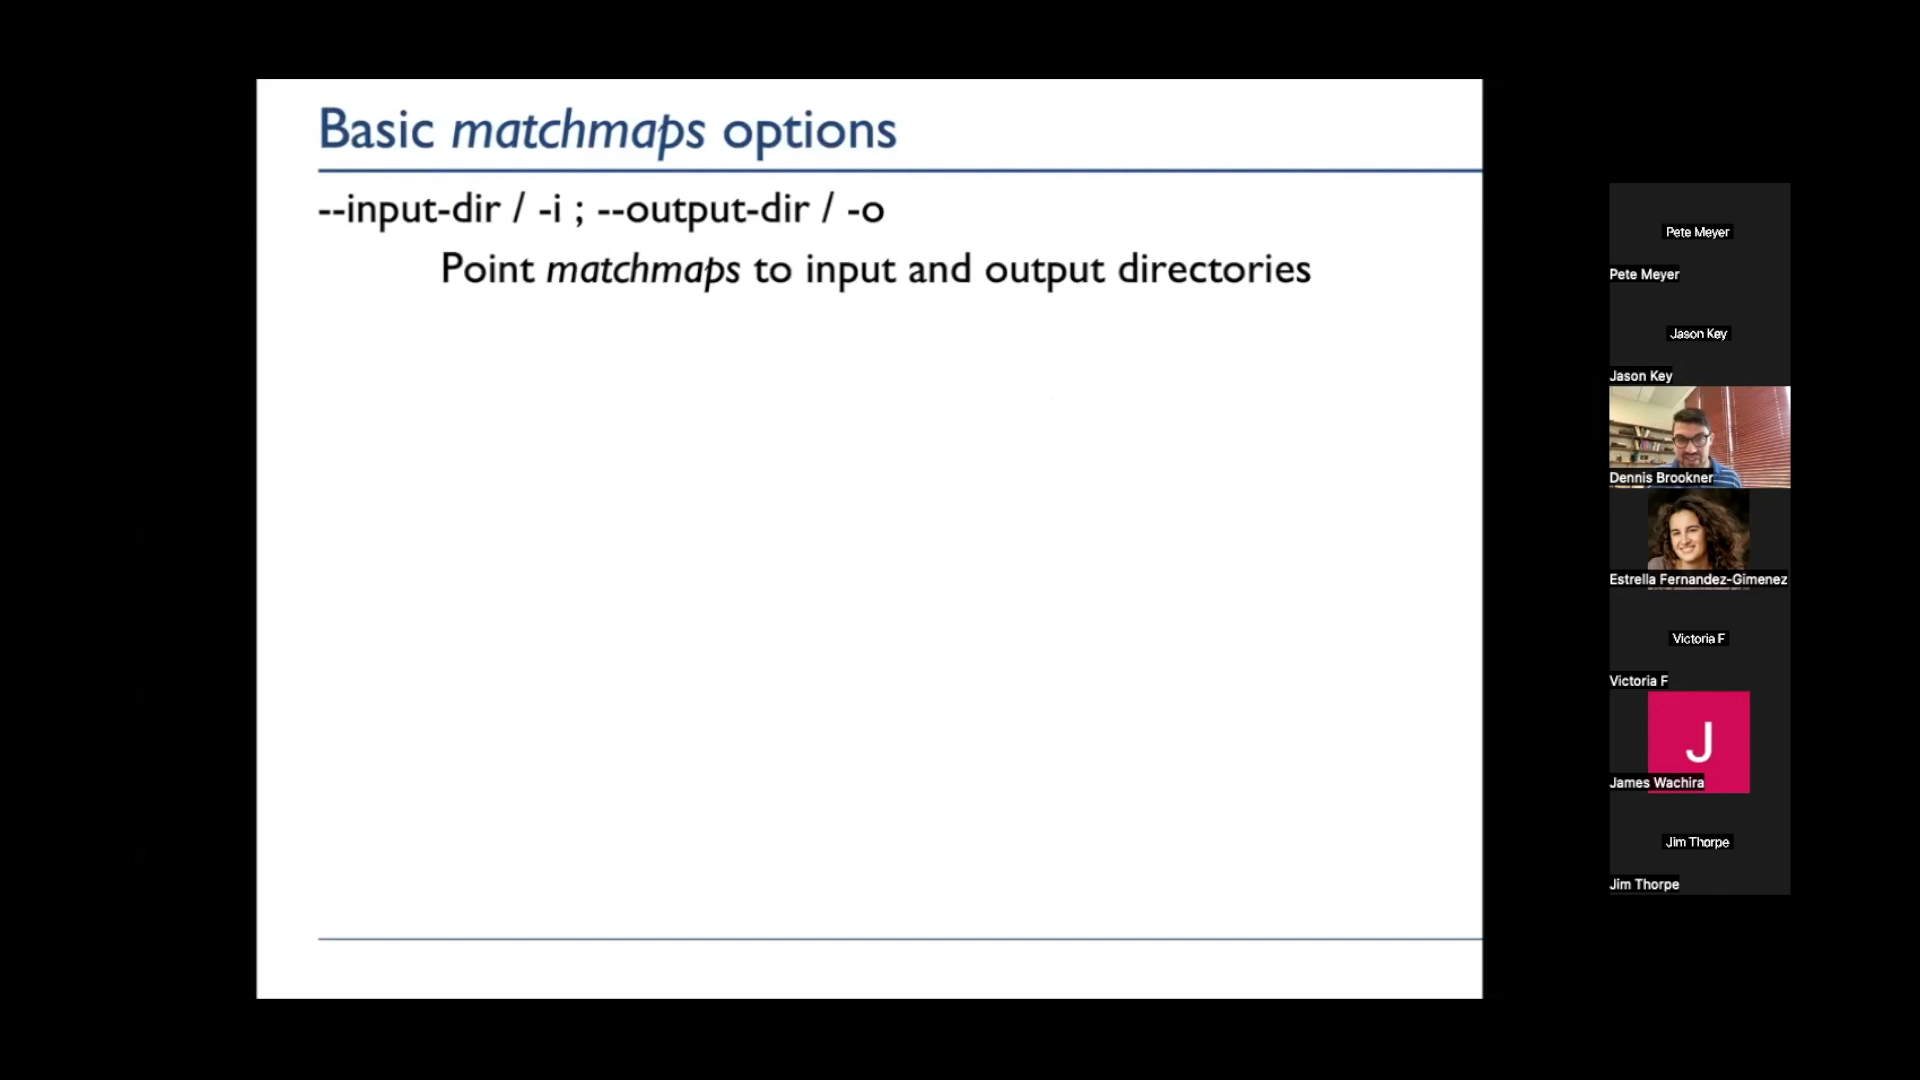 Basic matchmaps options
--input-dir / -i ; --output-dir / -o
Point matchmaps to input and output directories
Pete Meyer
Pete Meyer
Jason Key
Jason Key
Dennis Brookner
Estrella Fernandez-Gimenez
Victoria F
Victoria F
J
James Wachira
Jim Thorpe
Jim Thorpe